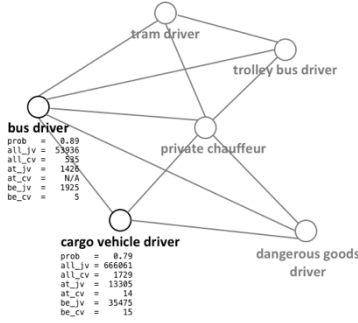 tram driver
trolley bus driver
bus driver
prob = 0.89
all_jv = 53936
all_cv = 535
at_jv = 1426
at_cv = N/A
be_jv = 1925
be_cv = 5
private chauffeur
cargo vehicle driver
prob = 0.79
all_jv = 666061
all_cv = 1729
at_jv = 13305
at_cv = 14
be_jv = 35475
be_cv = 15
dangerous goods
driver